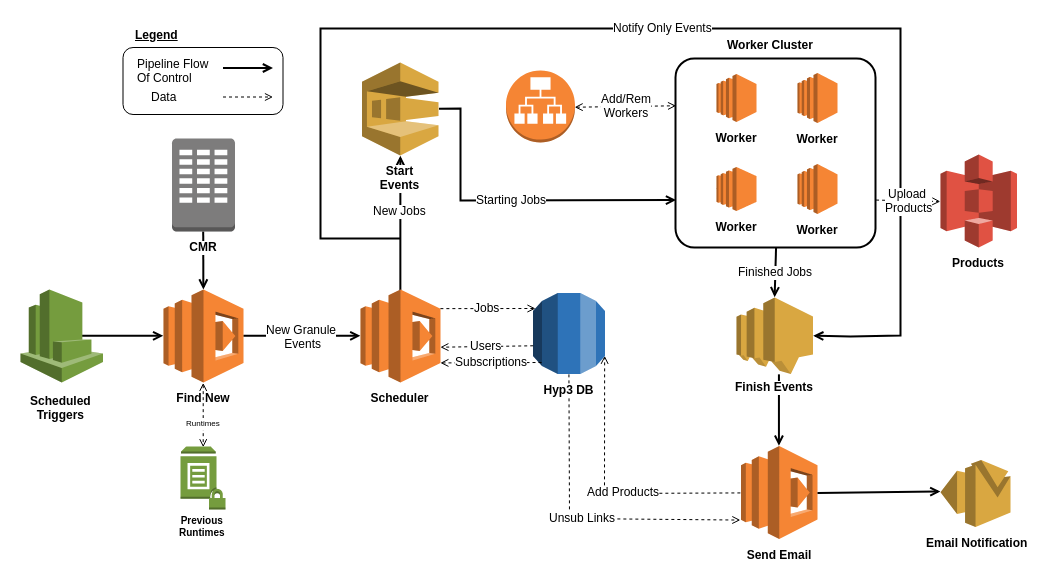 Legend
Pipeline Flow
Of Control
Data
Notify Only Events
Worker Cluster
Add/Rem
Workers
Worker
Worker
Worker
Worker
Start
Events
New Jobs
Starting Jobs
Upload
Products
Products
CMR
Finished Jobs
Scheduled
Triggers
Find New
New Granule
Events
Scheduler
Jobs
Users
Subscriptions
Hyp3 DB
Finish Events
Runtimes
Previous
Runtimes
Add Products
Unsub Links
Send Email
Email Notification